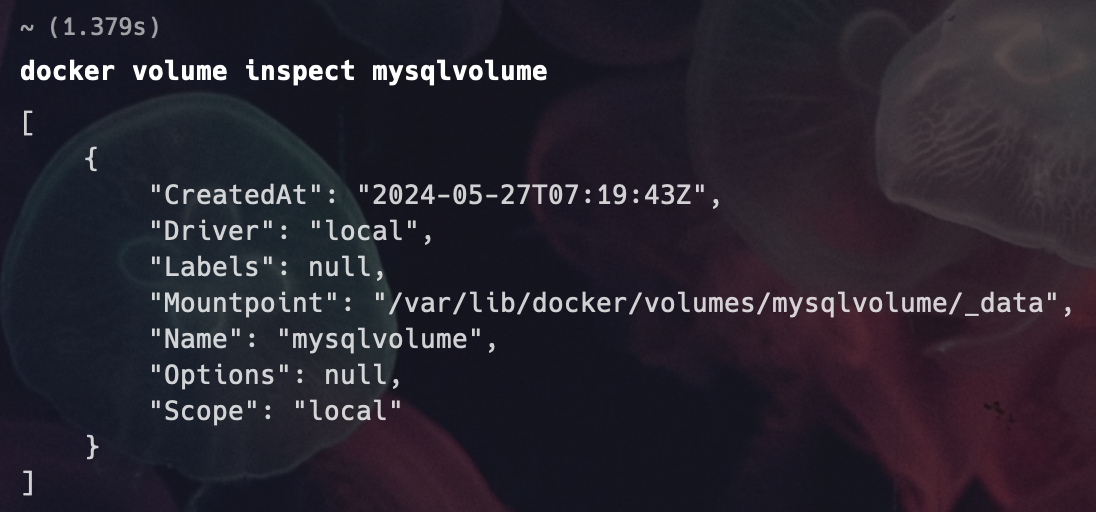 ~ (1.379s)
docker volume inspect mysqlvolume
[
    {
        "CreatedAt": "2024-05-27T07:19:43Z",
        "Driver": "local",
        "Labels": null,
        "Mountpoint": "/var/lib/docker/volumes/mysqlvolume/_data",
        "Name": "mysqlvolume",
        "Options": null,
        "Scope": "local"
    }
]